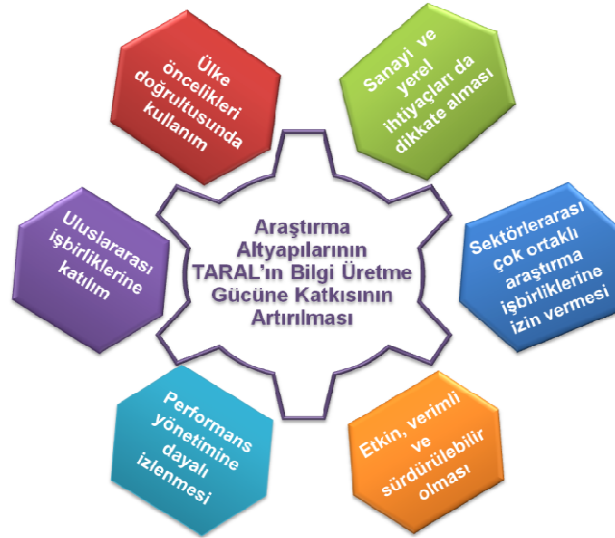 Ülke
öncelikleri
doğrultusunda
kullanım
Sanayi ve
yerel
ihtiyaçları da
dikkate alması
Uluslararası
işbirliklerine
katılım
Araştırma
Altyapılarının
TARAL’ın Bilgi Üretme
Gücüne Katkısının
Artırılması
Sektörlerarası
çok ortaklı
araştırma
işbirliklerine
izin vermesi
Performans
yönetimine
dayalı
izlenmesi
Etkin, verimli
ve
sürdürülebilir
olması